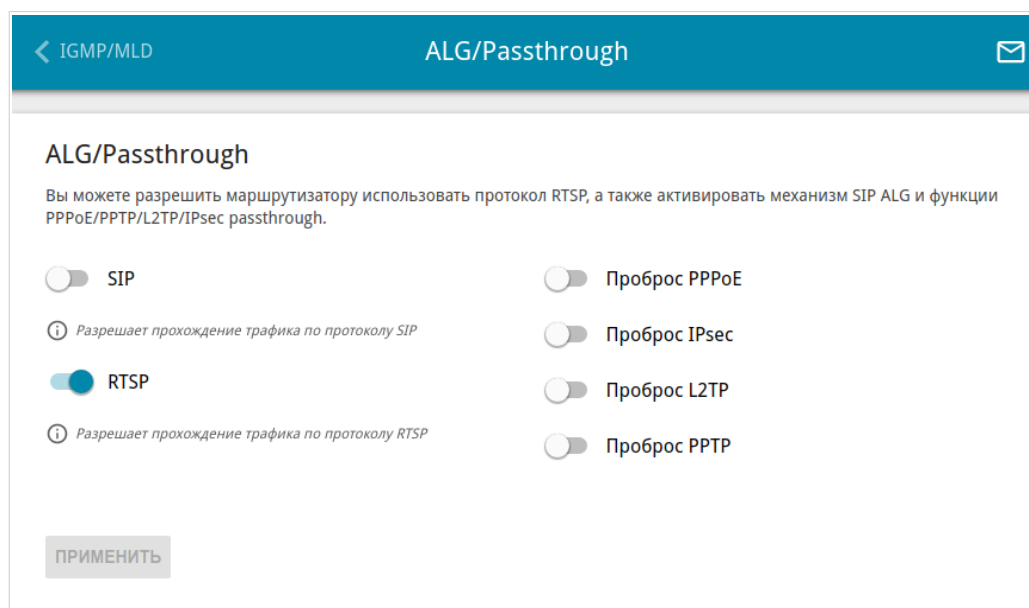 IGMP/MLD
ALG/Passthrough
ALG/Passthrough
Вы можете разрешить маршрутизатору использовать протокол RTSP, а также активировать механизм SIP ALG и функции
PPPoE/PPTP/L2TP/IPsec passthrough.
SIP
Разрешает прохождение трафика по протоколу SIP
RTSP
Разрешает прохождение трафика по протоколу RTSP
Проброс PPPoE
Проброс IPsec
Проброс L2TP
Проброс PPTP
ПРИМЕНИТЬ